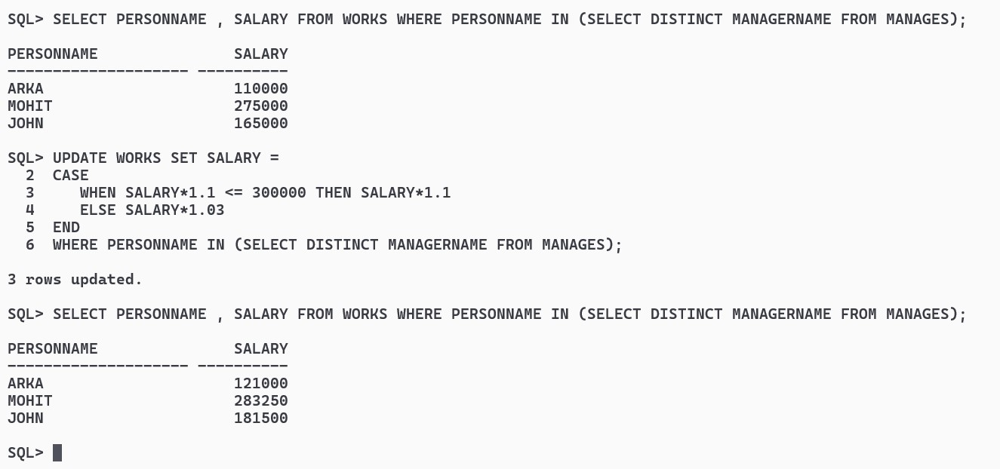 SQL> SELECT PERSONNAME , SALARY FROM WORKS WHERE PERSONNAME IN (SELECT DISTINCT MANAGERNAME FROM MANAGES);
PERSONNAME               SALARY
-------------------- ----------
ARKA                     110000
MOHIT                    275000
JOHN                     165000
SQL> UPDATE WORKS SET SALARY =
  2  CASE
  3     WHEN SALARY*1.1 <= 300000 THEN SALARY*1.1
  4     ELSE SALARY*1.03
  5  END
  6  WHERE PERSONNAME IN (SELECT DISTINCT MANAGERNAME FROM MANAGES);
3 rows updated.
SQL> SELECT PERSONNAME , SALARY FROM WORKS WHERE PERSONNAME IN (SELECT DISTINCT MANAGERNAME FROM MANAGES);
PERSONNAME               SALARY
-------------------- ----------
ARKA                     121000
MOHIT                    283250
JOHN                     181500
SQL>